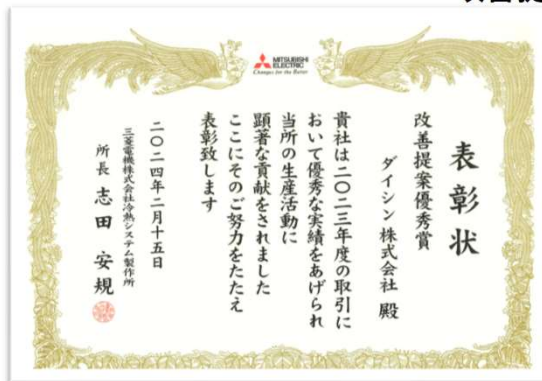 MITSUBISHI
ELECTRIC
Changes for the Better
表彰状
改善提案優秀賞
ダイシン株式会社 殿
貴社は二〇二三年度の取引に
おいて優秀な実績をあげられ
当所の生産活動に
顕著な貢献をされました
ここにそのご努力をたたえ
表彰致します
二〇二四年二月十五日
三菱電機株式会社冷熱システム製作所
所長 志田 安規